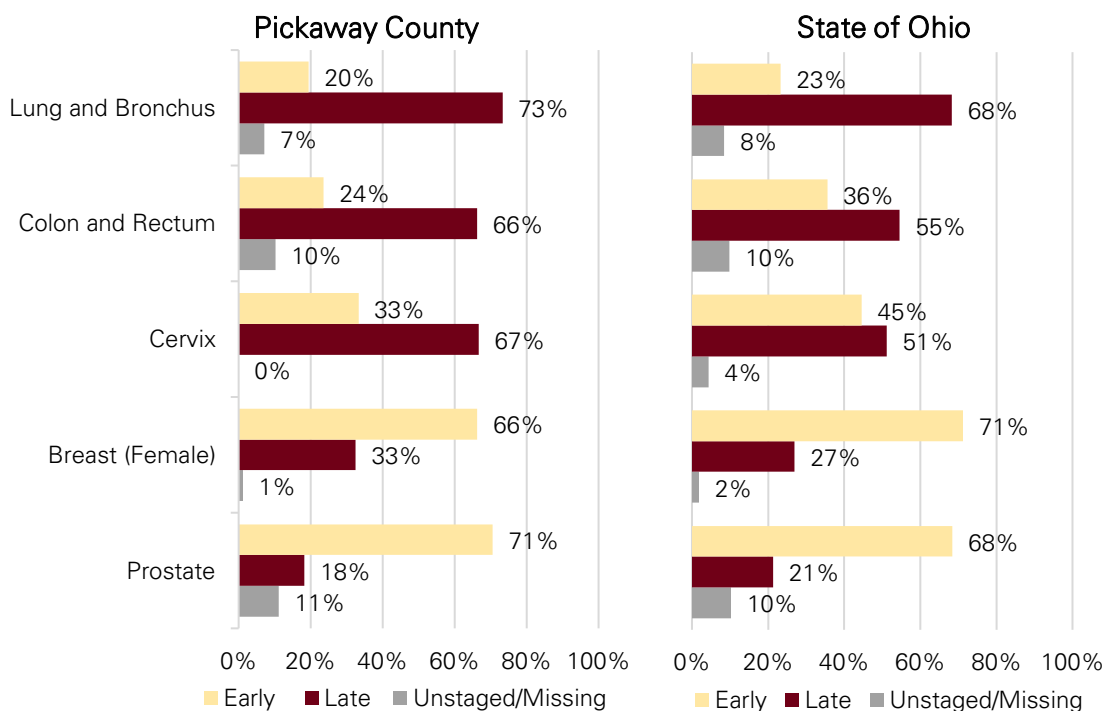 Pickaway County
State of Ohio
Lung and Bronchus
20%
73%
7%
23%
68%
8%
Colon and Rectum
24%
66%
10%
36%
55%
10%
Cervix
33%
67%
0%
45%
51%
4%
Breast (Female)
66%
33%
1%
71%
27%
2%
Prostate
71%
18%
11%
68%
21%
10%
0% 20% 40% 60% 80% 100%
0% 20% 40% 60% 80% 100%
Early Late Unstaged/Missing
Early Late Unstaged/Missing